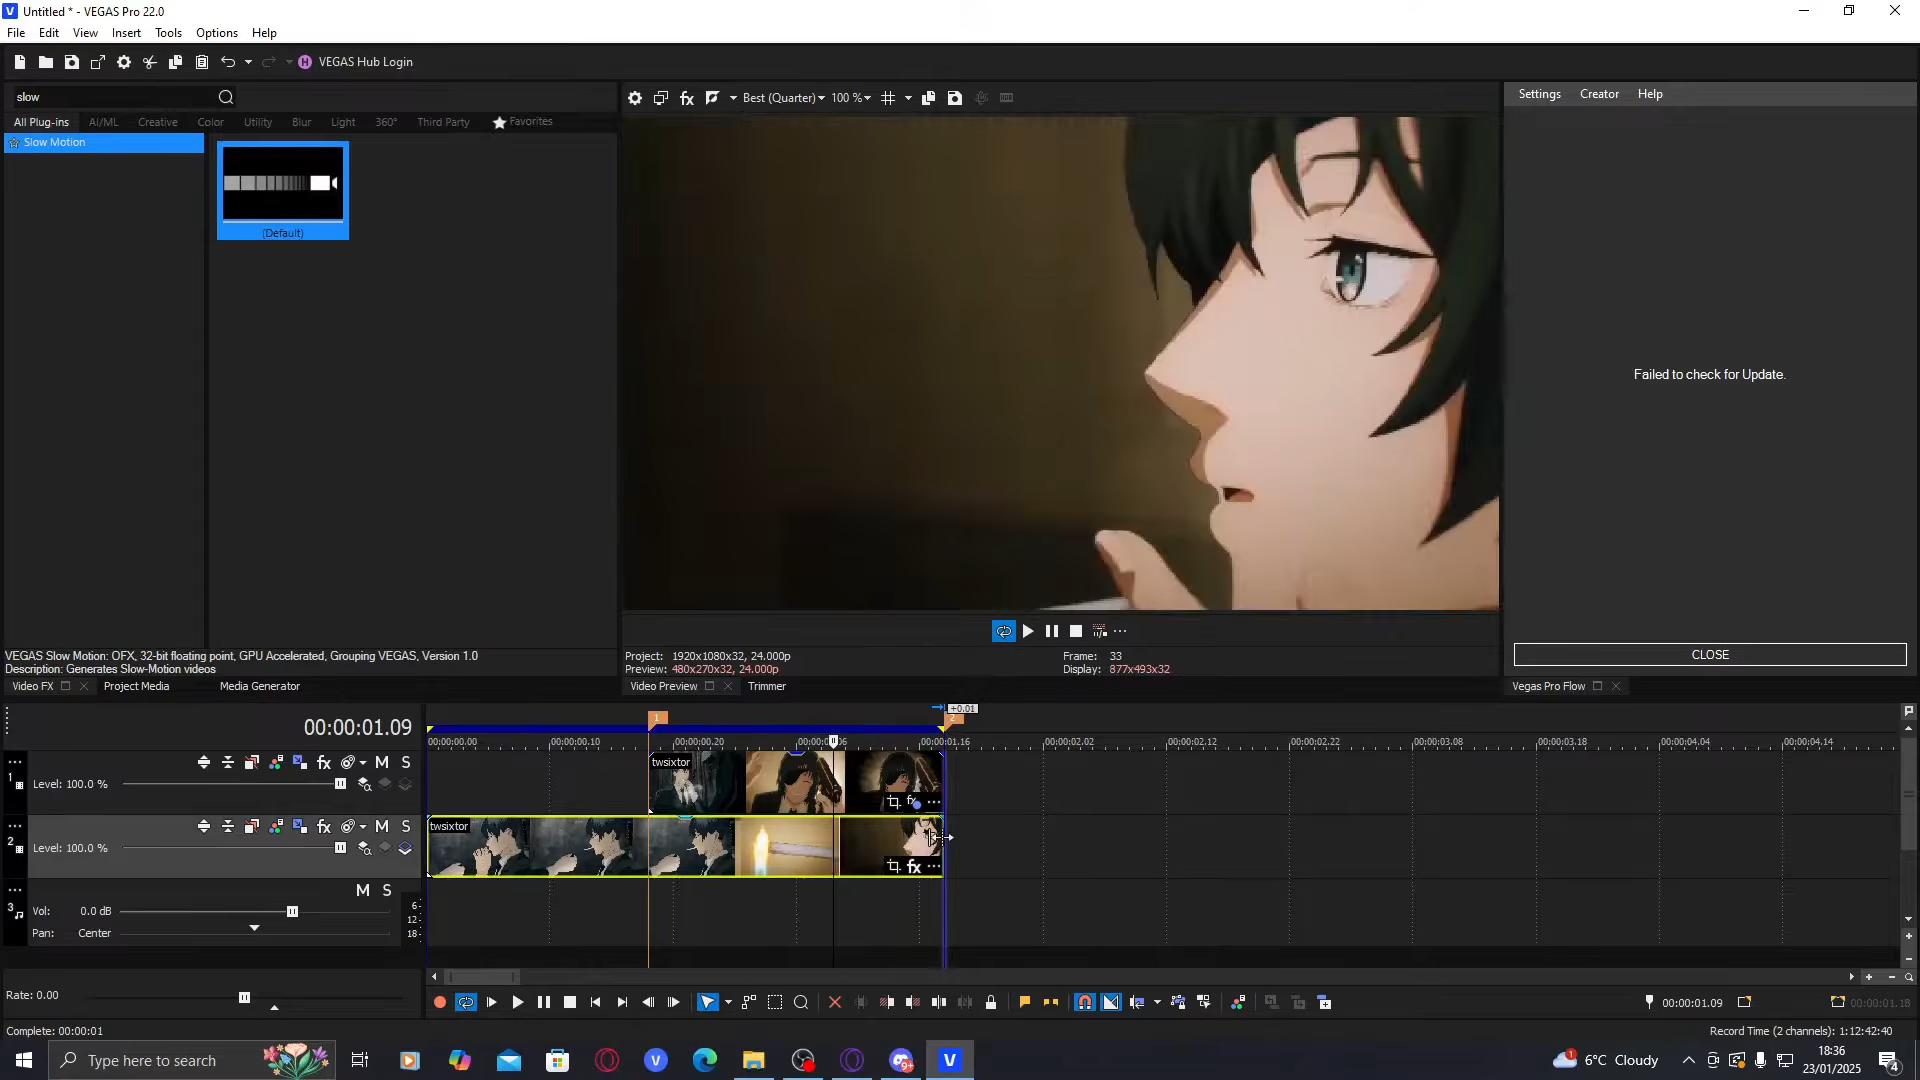 Untitled * - VEGAS Pro 22.0
File Edit View Insert Tools Options Help
H VEGAS Hub Login
slow
All Plug-ins AI/ML Creative Color Utility Blur Light 360° Third Party Favorites
Slow Motion
(Default)
VEGAS Slow Motion: OFX, 32-bit floating point, GPU Accelerated, Grouping VEGAS, Version 1.0
Description: Generates Slow-Motion videos
Video FX Project Media Media Generator
fx Best (Quarter) 100 %
Project: 1920x1080x32, 24.000p
Frame: 33
Preview: 480x270x32, 24.000p
Display: 877x493x32
Video Preview Trimmer
Settings Creator Help
Failed to check for Update.
CLOSE
Vegas Pro Flow
00:00:01.09
1 2 +0.01
00:00:00.00 00:00:00.10 00:00:00.20 00:00:01.16 00:00:02.02 00:00:02.12 00:00:02.22 00:00:03.08 00:00:03.18 00:00:04.04 00:00:04.14
1 fx M S
Level: 100.0 %
twsixtor
2 fx M S
Level: 100.0 %
twsixtor
fx
3 M S
Vol: 0.0 dB
Pan: Center
6
12
18
Rate: 0.00
00:00:01.09 00:00:01.18
Complete: 00:00:01
Record Time (2 channels): 1:12:42:40
Type here to search
6°C Cloudy
18:36
23/01/2025